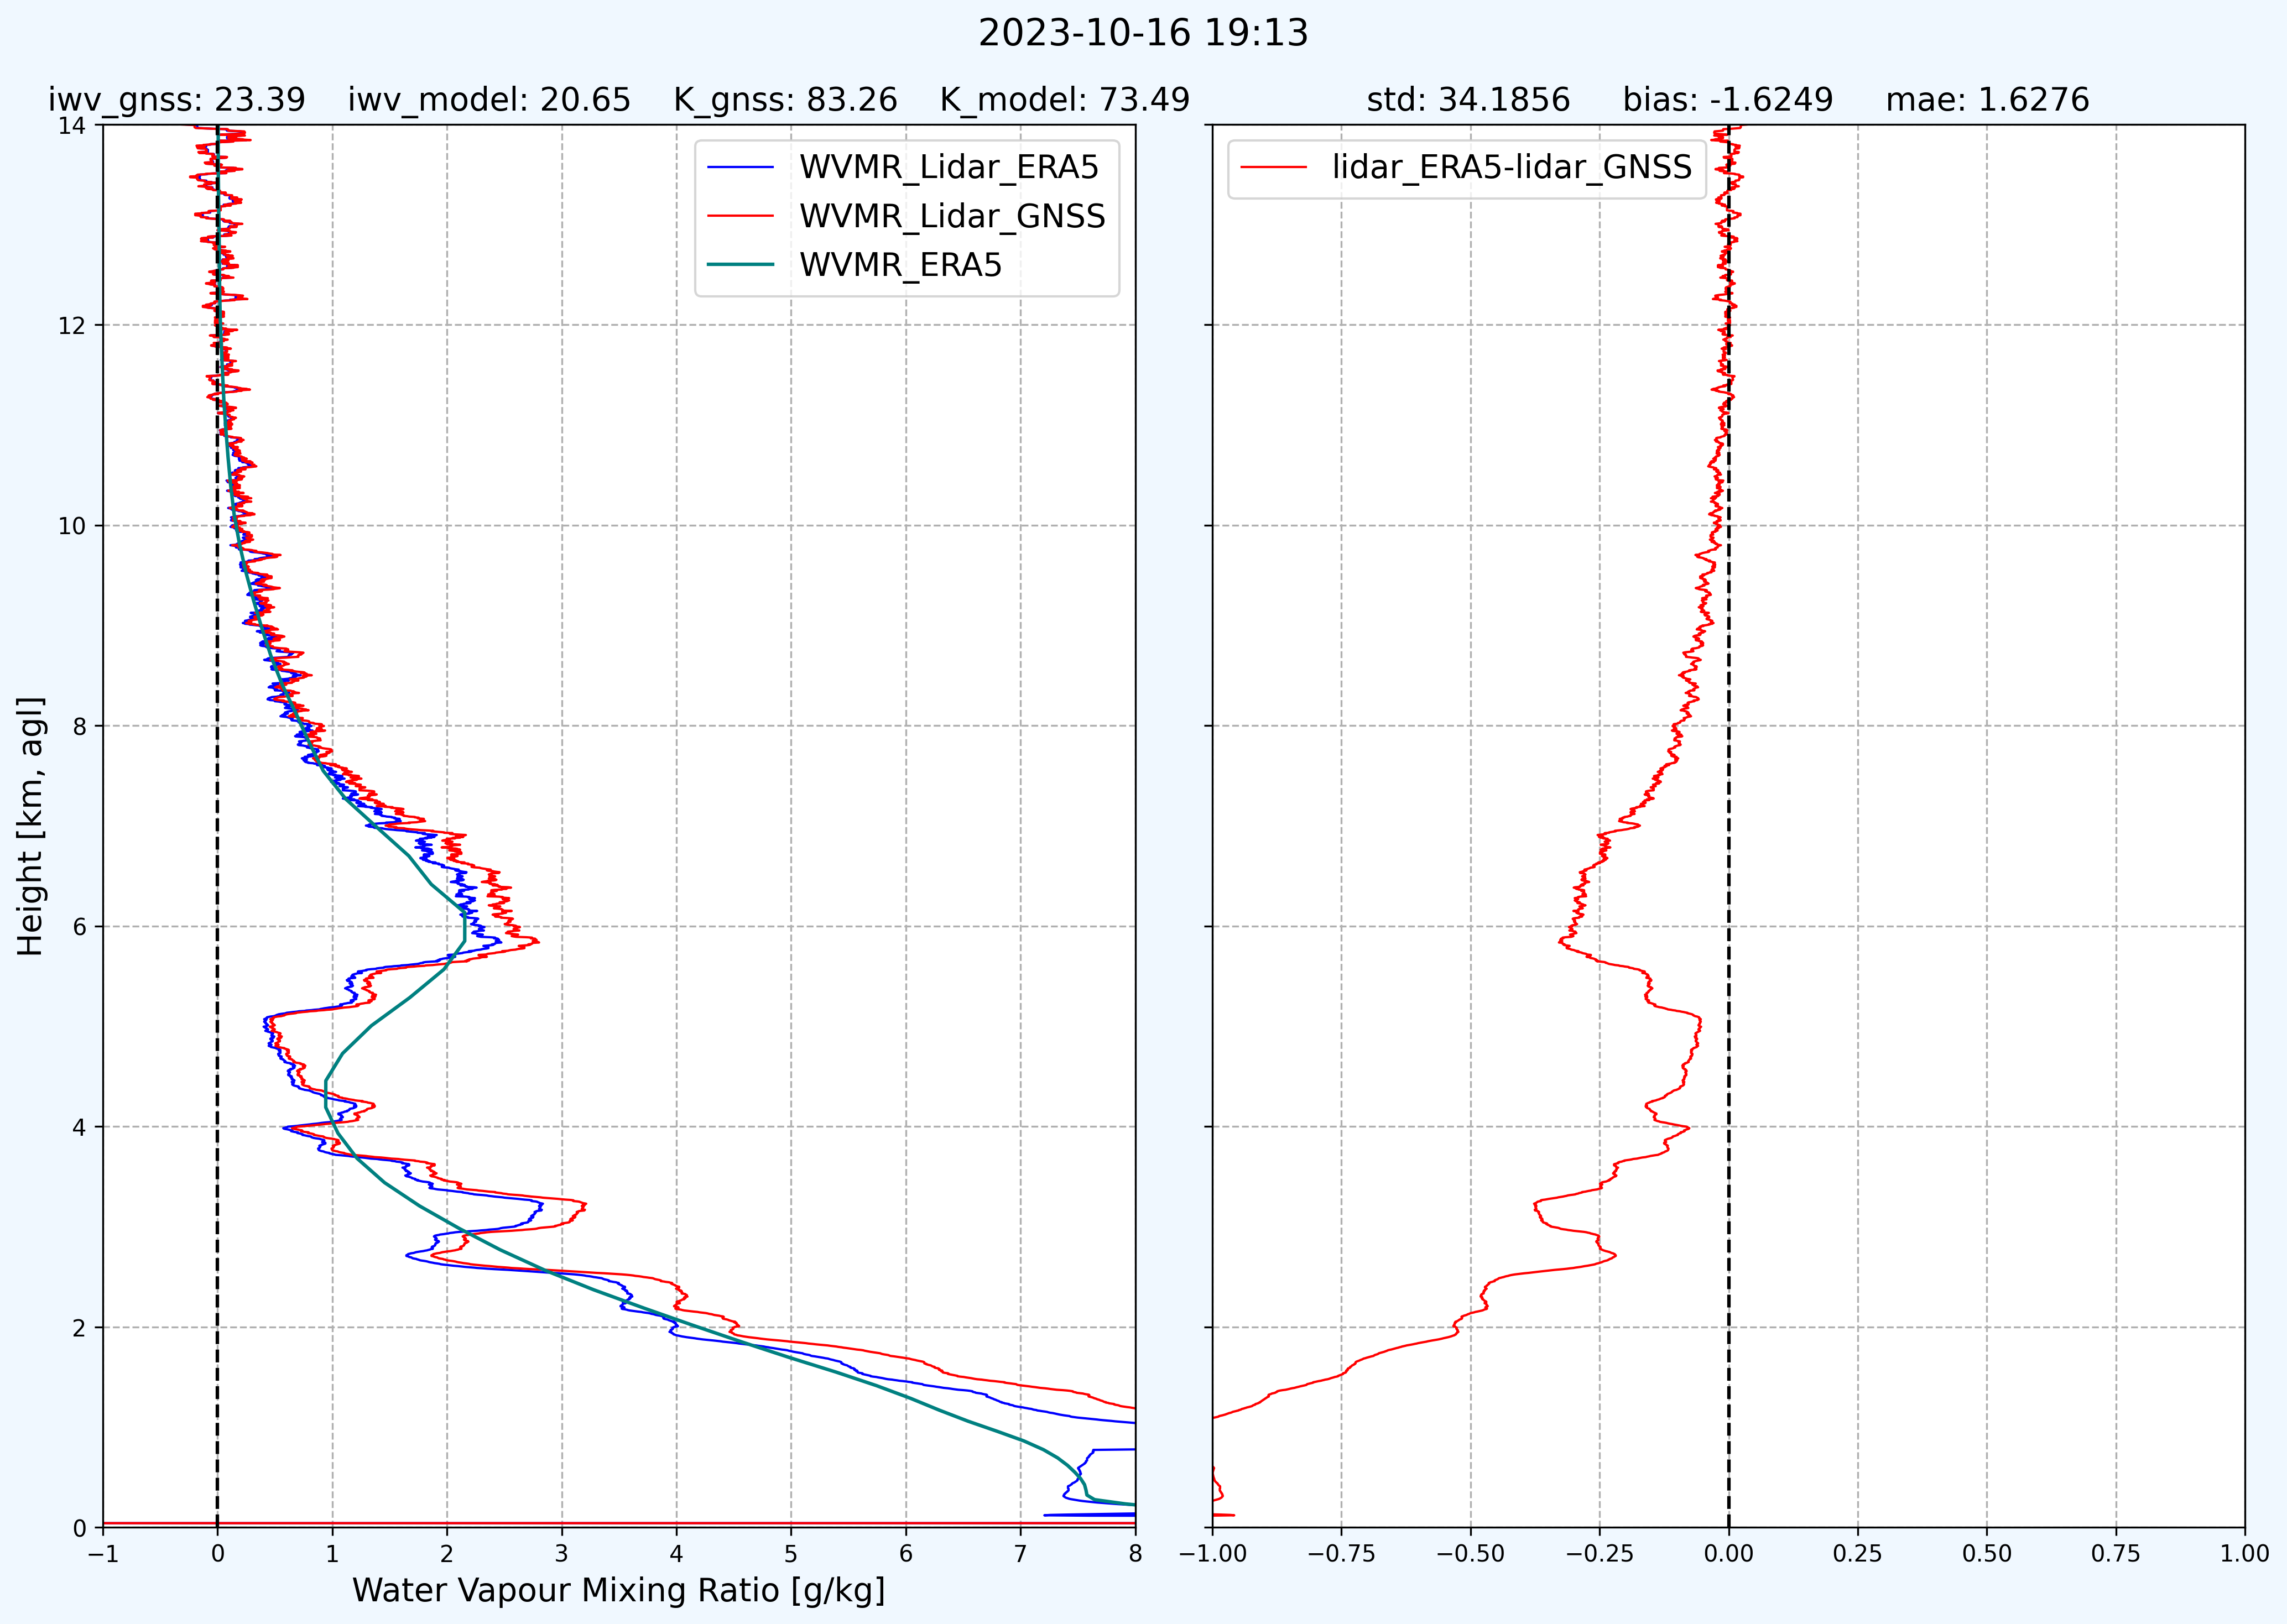 2023-10-16 19:13
iwv_gnss: 23.39 iwv_model: 20.65 K_gnss: 83.26 K_model: 73.49
std: 34.1856 bias: -1.6249 mae: 1.6276
WVMR_Lidar_ERA5
WVMR_Lidar_GNSS
WVMR_ERA5
lidar_ERA5-lidar_GNSS
Height [km, agl]
14
12
10
8
6
4
2
0
−1 0 1 2 3 4 5 6 7 8
Water Vapour Mixing Ratio [g/kg]
−1.00 −0.75 −0.50 −0.25 0.00 0.25 0.50 0.75 1.00